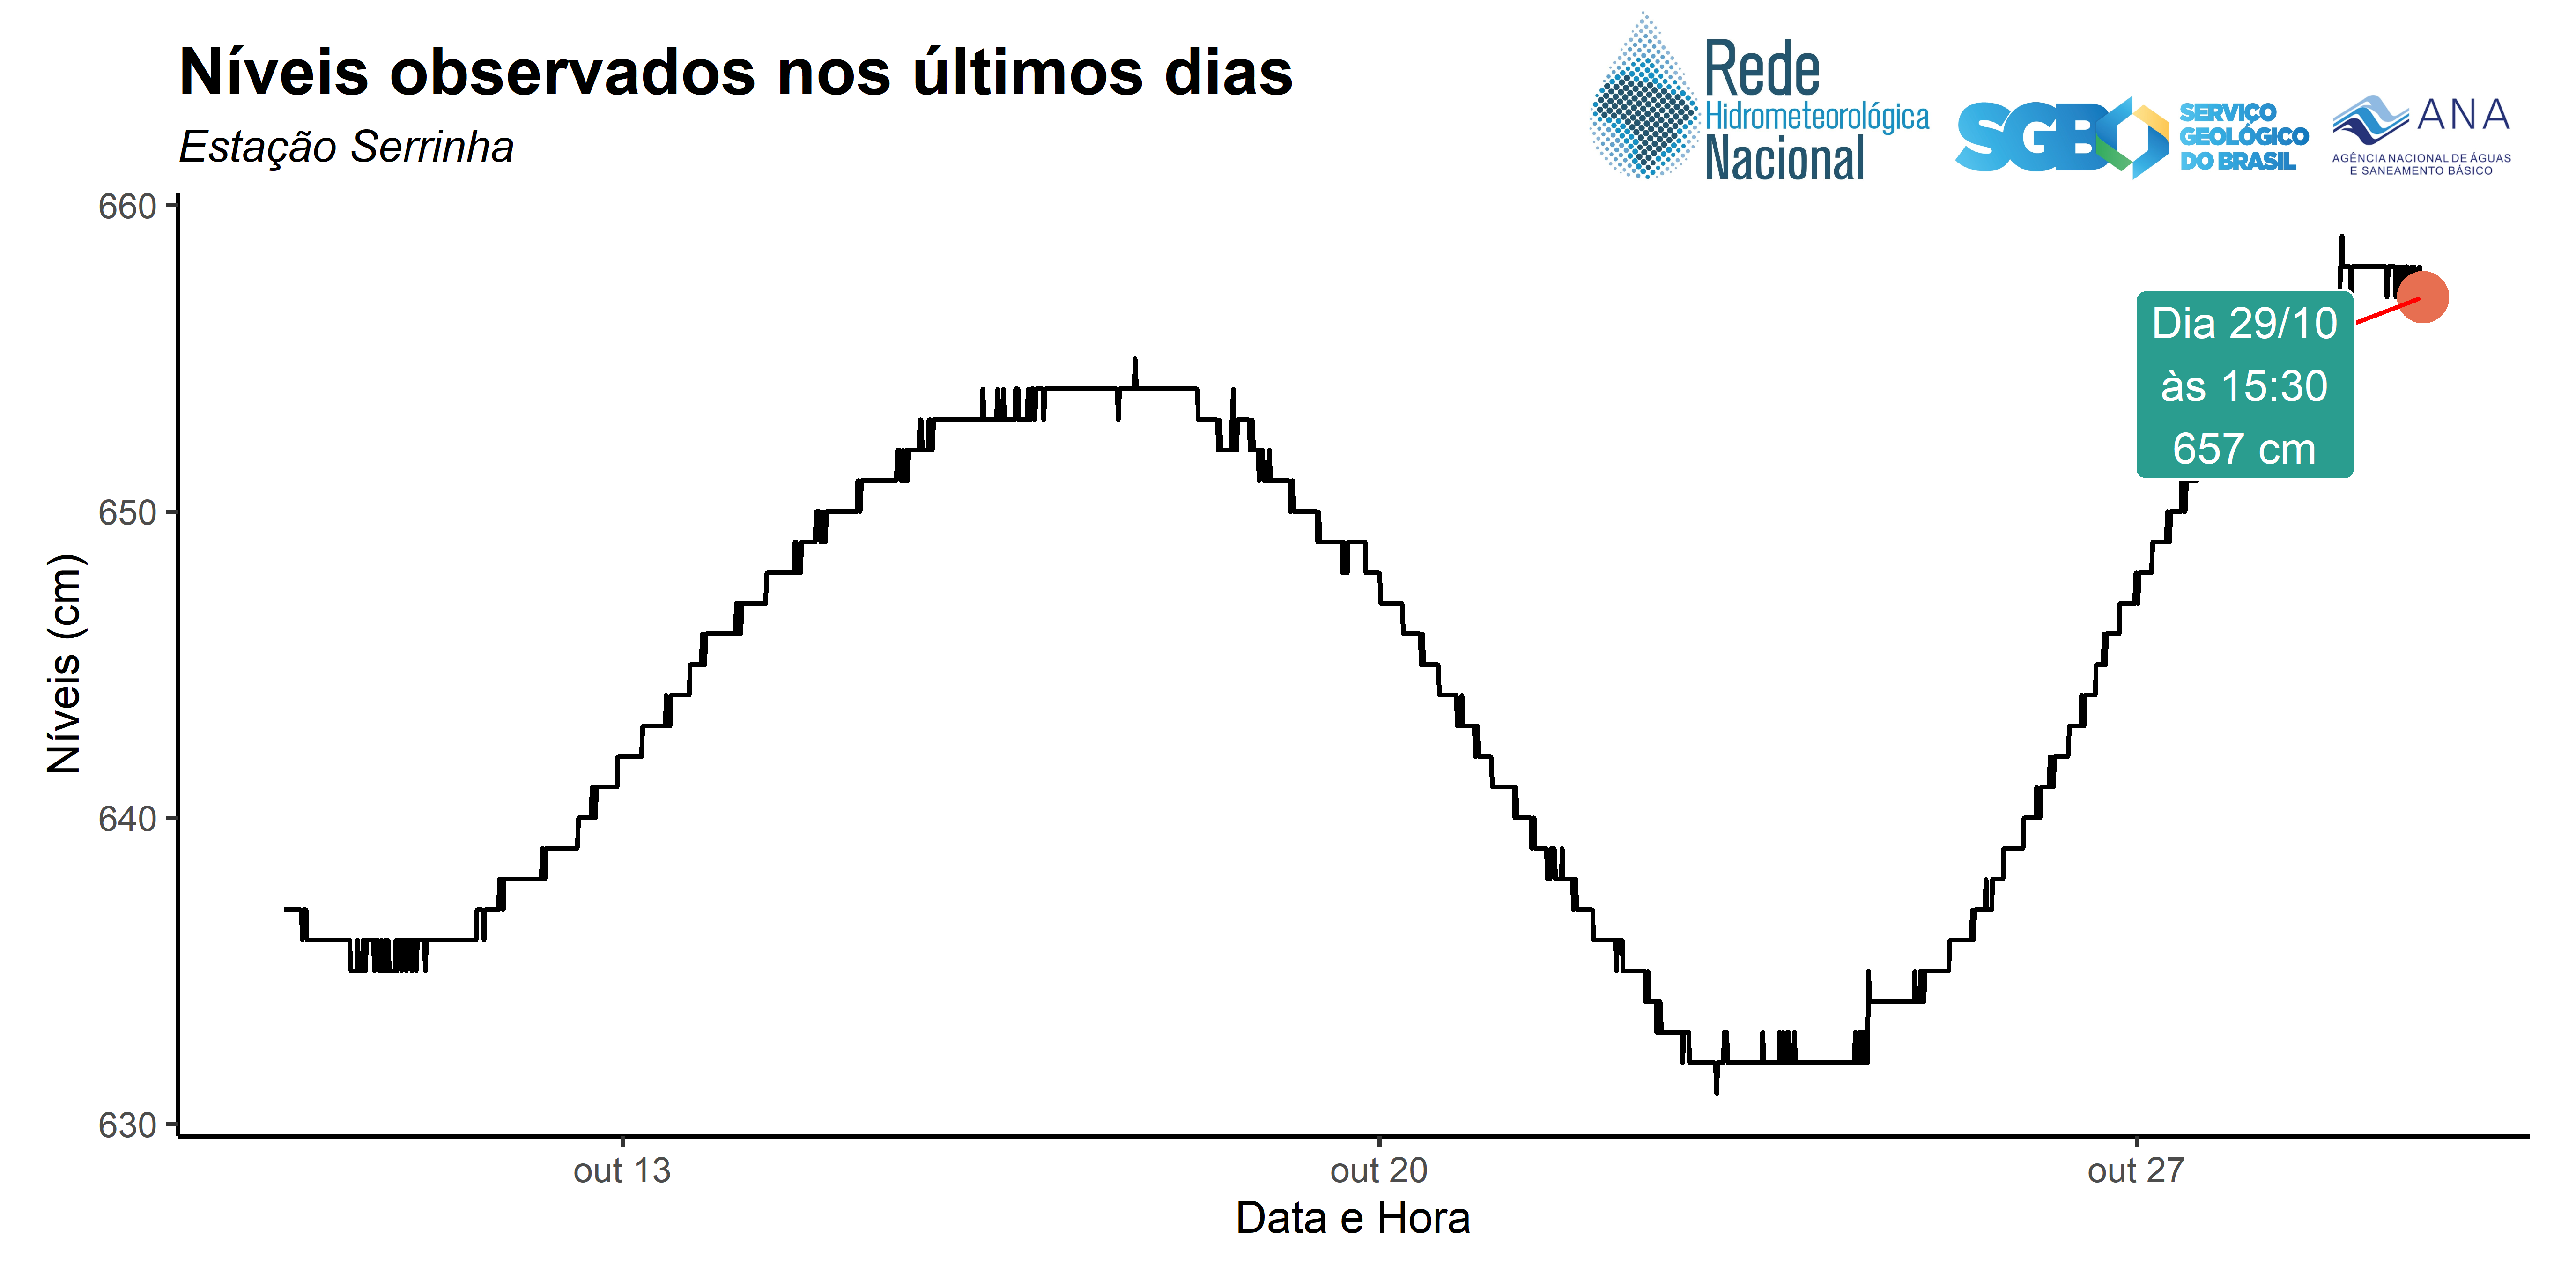 Níveis observados nos últimos dias
Estação Serrinha
Rede
Hidrometeorológica
Nacional
SGB
SERVIÇO
GEOLÓGICO
DO BRASIL
ANA
AGÊNCIA NACIONAL DE ÁGUAS
E SANEAMENTO BÁSICO
660
650
640
630
Níveis (cm)
Dia 29/10
às 15:30
657 cm
out 13
out 20
out 27
Data e Hora